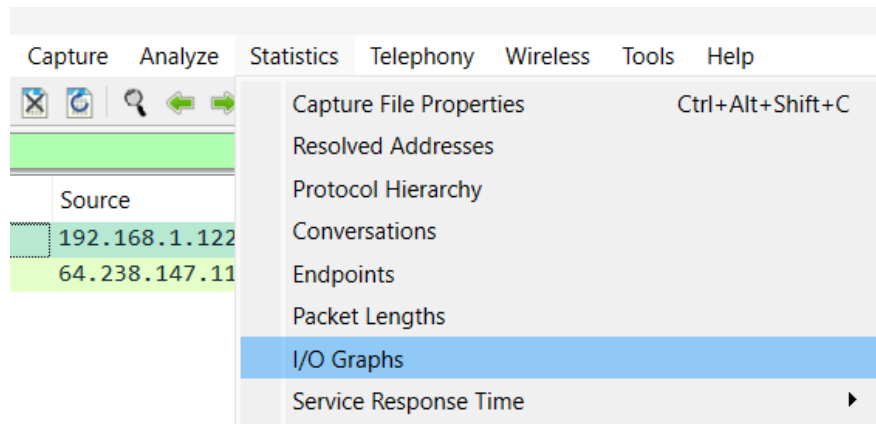 Capture Analyze Statistics Telephony Wireless Tools Help
Capture File Properties Ctrl+Alt+Shift+C
Resolved Addresses
Protocol Hierarchy
Source
Conversations
192.168.1.122
Endpoints
64.238.147.11
Packet Lengths
I/O Graphs
Service Response Time